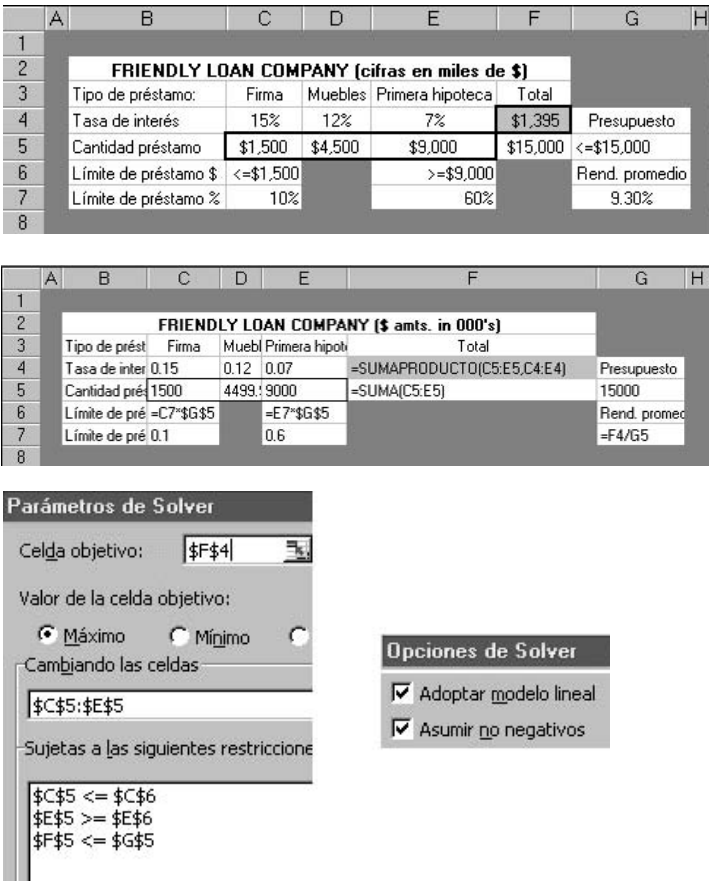 A B C D E F G H
1
2 FRIENDLY LOAN COMPANY (cifras en miles de $)
3 Tipo de préstamo: Firma Muebles Primera hipoteca Total
4 Tasa de interés 15% 12% 7% $1,395 Presupuesto
5 Cantidad préstamo $1,500 $4,500 $9,000 $15,000 <=$15,000
6 Límite de préstamo $ <=$1,500 >=$9,000 Rend. promedio
7 Límite de préstamo % 10% 60% 9.30%
8
A B C D E F G H
1
2 FRIENDLY LOAN COMPANY ($ amts. in 000's)
3 Tipo de prést Firma Muebl Primera hipot Total
4 Tasa de inter 0.15 0.12 0.07 =SUMAPRODUCTO(C5:E5,C4:E4) Presupuesto
5 Cantidad pré 1500 4499. 9000 =SUMA(C5:E5) 15000
6 Límite de pré =C7*$G$5 =E7*$G$5 Rend. promed
7 Límite de pré 0.1 0.6 =F4/G5
8
Parámetros de Solver
Celda objetivo: $F$4
Valor de la celda objetivo:
Máximo Mínimo
Cambiando las celdas
$C$5:$E$5
Sujetas a las siguientes restriccione
$C$5 <= $C$6
$E$5 >= $E$6
$F$5 <= $G$5
Opciones de Solver
Adoptar modelo lineal
Asumir no negativos